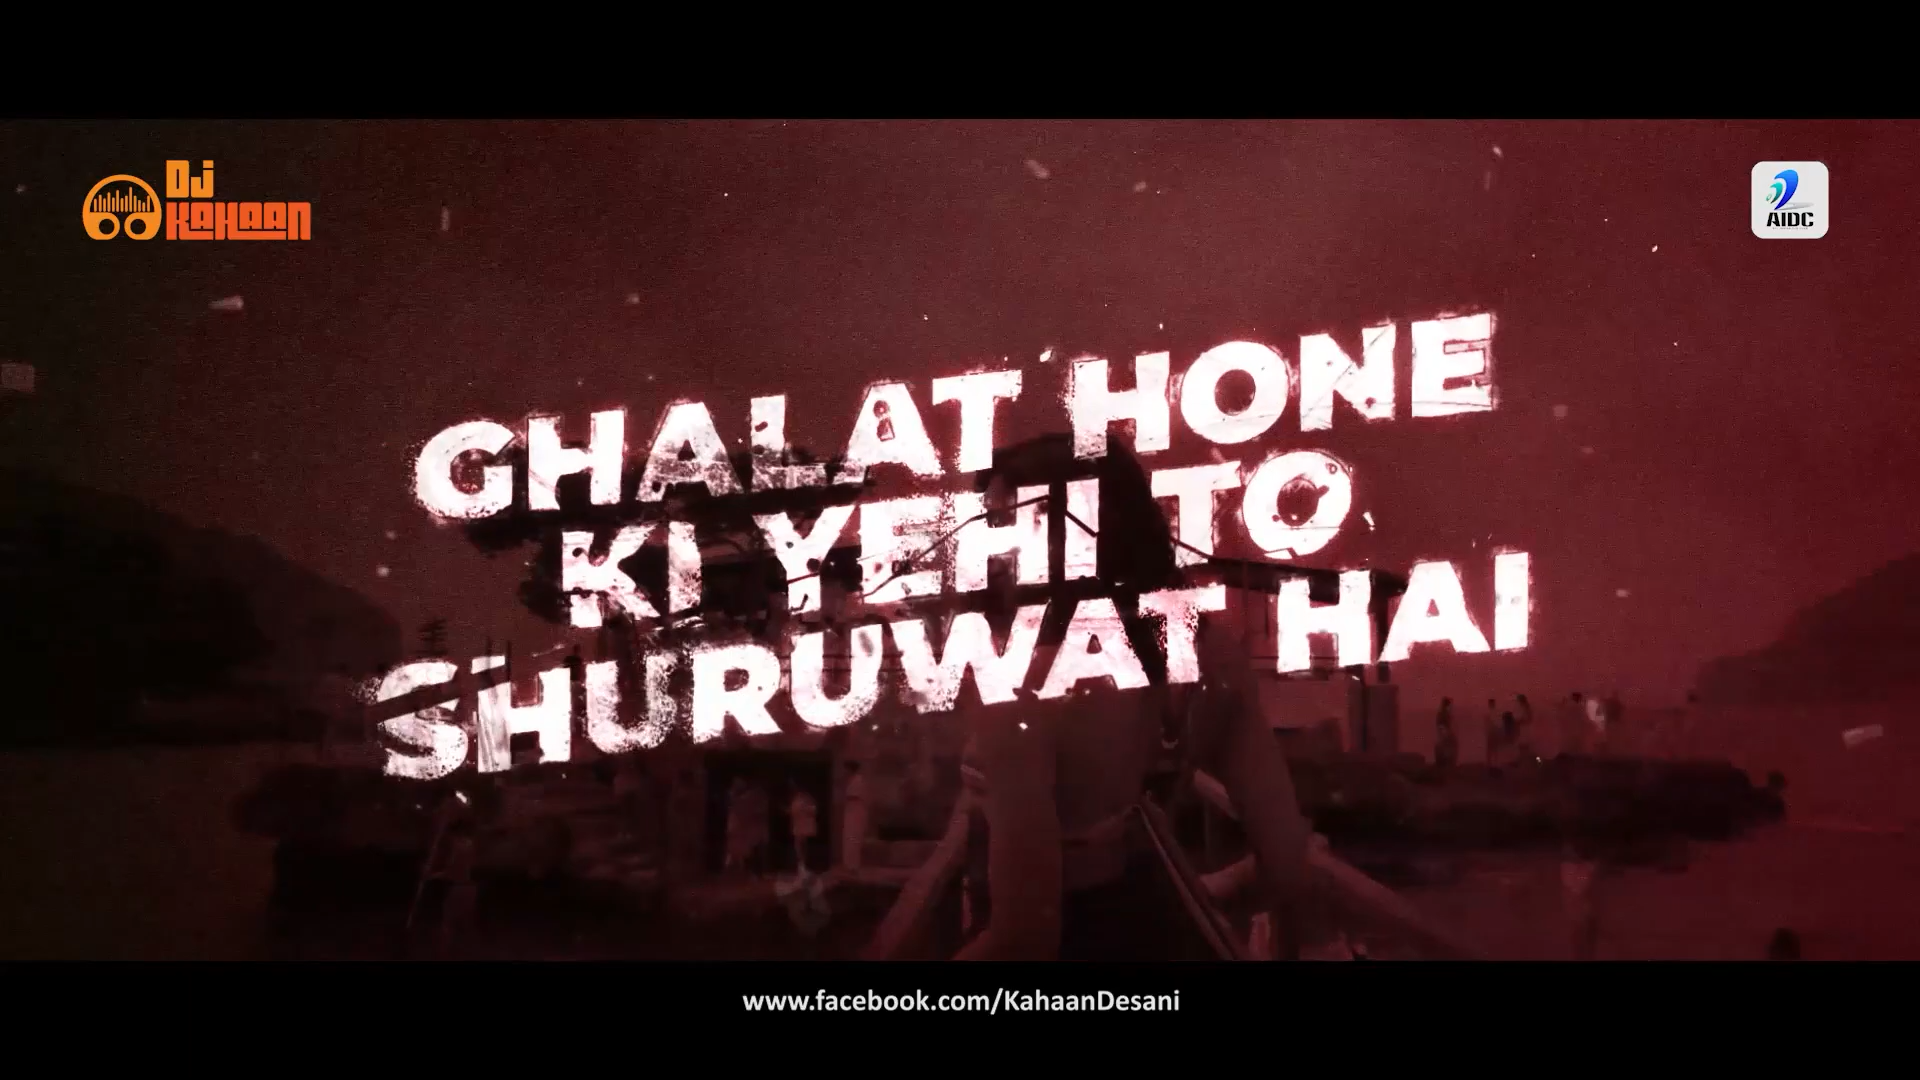 DJ
KAHAAN
AIDC
GHALAT HONE
KI YEHI TO
SHURUWAT HAI
www.facebook.com/KahaanDesani